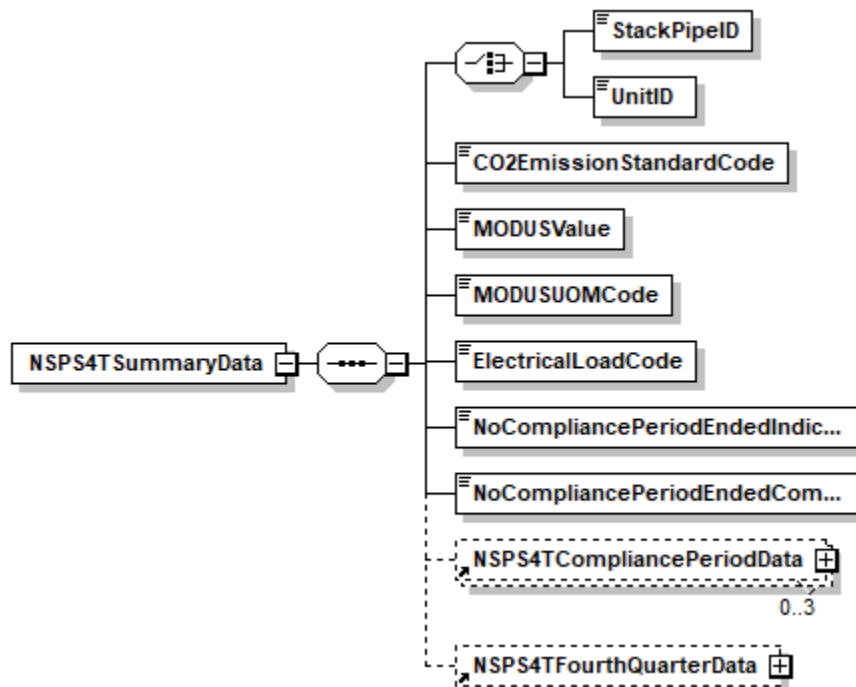 StackPipeID
UnitID
CO2EmissionStandardCode
MODUSValue
MODUSUOMCode
NSPS4TSummaryData
ElectricalLoadCode
NoCompliancePeriodEndedIndic...
NoCompliancePeriodEndedCom...
NSPS4TCompliancePeriodData
0..3
NSPS4TFourthQuarterData